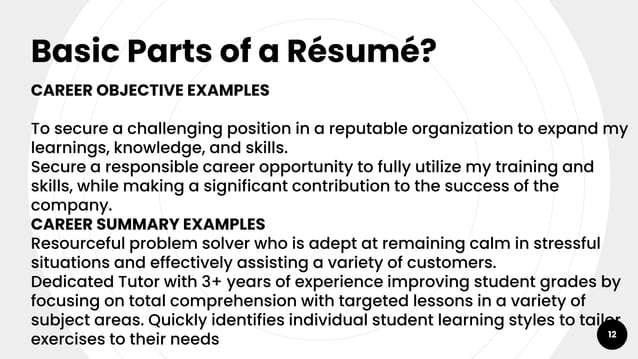 Basic Parts of a Résumé?
CAREER OBJECTIVE EXAMPLES
To secure a challenging position in a reputable organization to expand my
learnings, knowledge, and skills.
Secure a responsible career opportunity to fully utilize my training and
skills, while making a significant contribution to the success of the
company.
CAREER SUMMARY EXAMPLES
Resourceful problem solver who is adept at remaining calm in stressful
situations and effectively assisting a variety of customers.
Dedicated Tutor with 3+ years of experience improving student grades by
focusing on total comprehension with targeted lessons in a variety of
subject areas. Quickly identifies individual student learning styles to tailor
exercises to their needs
12